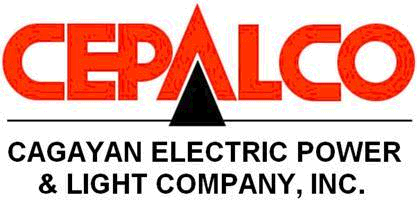 CEPALCO
CAGAYAN ELECTRIC POWER
& LIGHT COMPANY, INC.